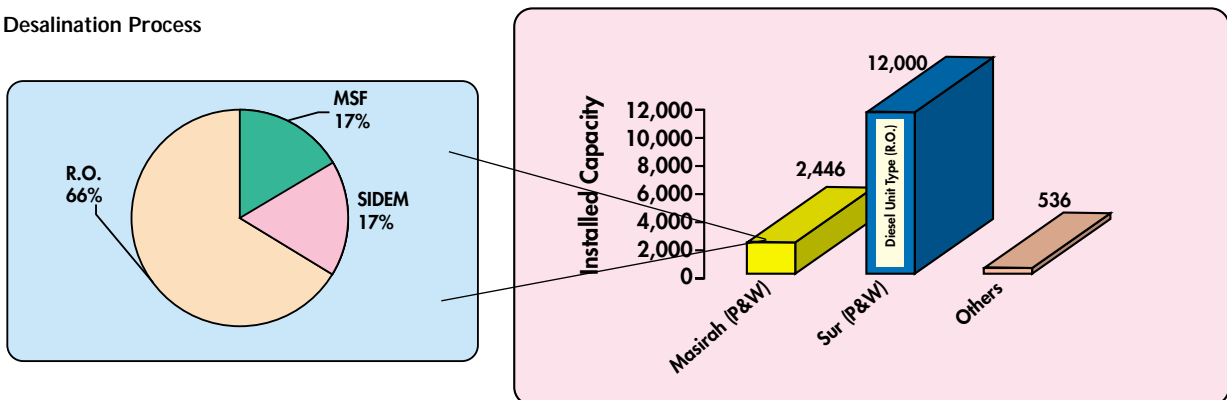 Desalination Process
MSF
17%
R.O.
66%
SIDEM
17%
Installed Capacity
12,000
10,000
8,000
6,000
4,000
2,000
0
2,446
12,000
536
Diesel Unit Type (R.O.)
Masirah (P&W)
Sur (P&W)
Others